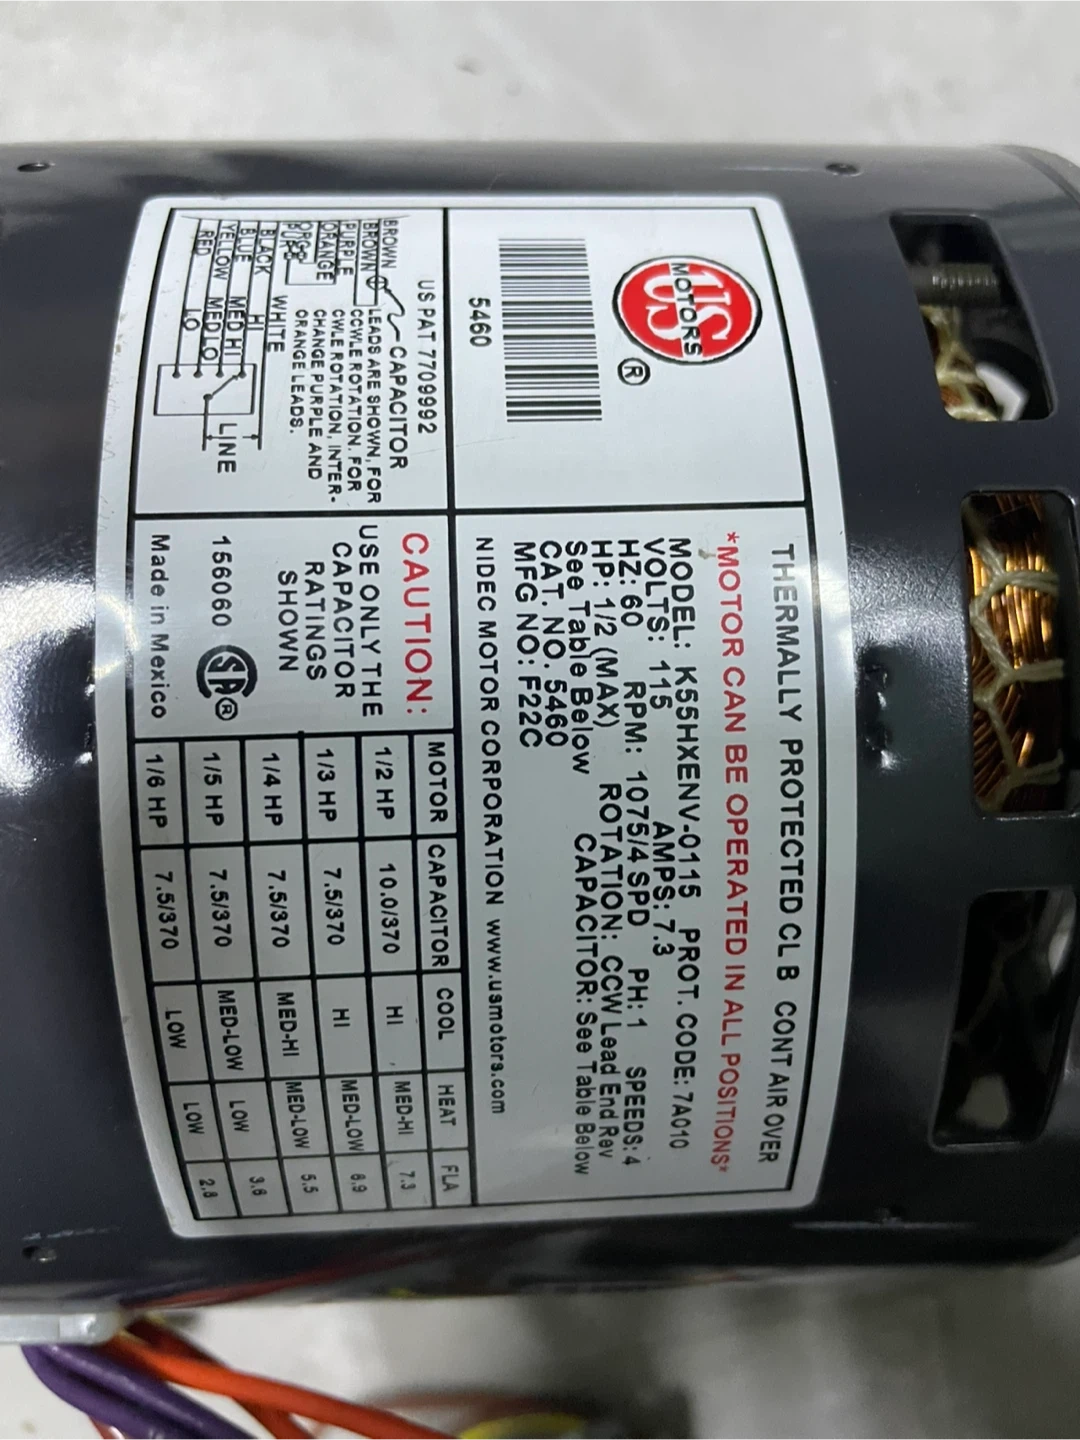 US
MOTORS
®
5460
THERMALLY PROTECTED CL B CONT AIR OVER
*MOTOR CAN BE OPERATED IN ALL POSITIONS*
MODEL: K55HXENV-0115 PROT. CODE: 7A010
VOLTS: 115 AMPS: 7.3
HZ: 60 RPM: 1075/4 SPD PH: 1 SPEEDS: 4
HP: 1/2 (MAX) ROTATION: CCW Lead End Rev
See Table Below CAPACITOR: See Table Below
CAT. NO. 5460
MFG NO: F22C
NIDEC MOTOR CORPORATION www.usmotors.com
US PAT 7709992
BROWN CAPACITOR
BROWN LEADS ARE SHOWN, FOR
PURPLE CCWLE ROTATION. FOR
ORANGE CWLE ROTATION, INTER-
CHANGE PURPLE AND
ORANGE LEADS.
WHITE
BLACK HI LINE
BLUE MED HI
YELLOW MED LO
RED LO
CAUTION:
USE ONLY THE
CAPACITOR
RATINGS
SHOWN
156060 SA®
Made in Mexico
MOTOR CAPACITOR COOL HEAT FLA
1/2 HP 10.0/370 HI MED-HI 7.3
1/3 HP 7.5/370 HI MED-LOW 6.9
1/4 HP 7.5/370 MED-HI MED-LOW 5.5
1/5 HP 7.5/370 MED-LOW LOW 3.6
1/6 HP 7.5/370 LOW LOW 2.8